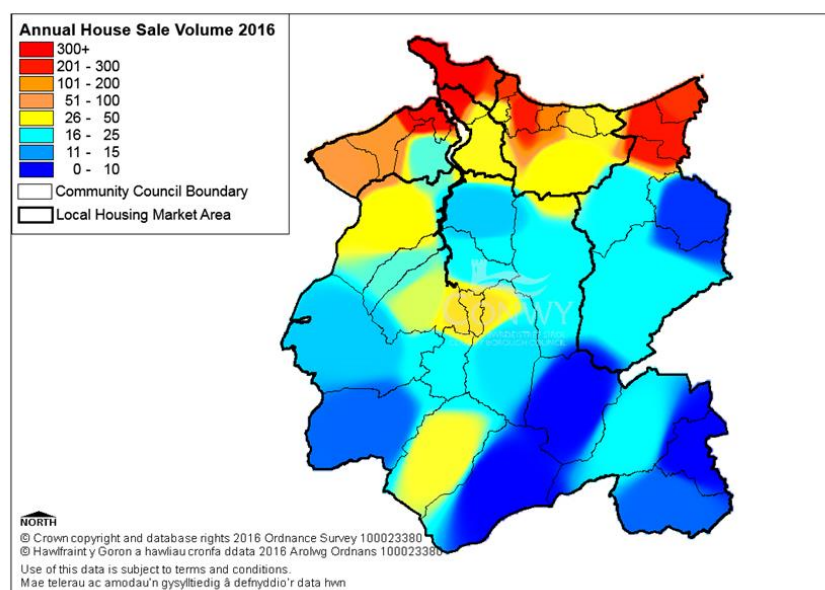 Annual House Sale Volume 2016
300+
201 - 300
101 - 200
51 - 100
26 - 50
16 - 25
11 - 15
0 - 10
Community Council Boundary
Local Housing Market Area
CONWY
NORTH
© Crown copyright and database rights 2016 Ordnance Survey 100023380
© Hawlfraint y Goron a hawliau cronfa ddata 2016 Arolwg Ordnans 100023380
Use of this data is subject to terms and conditions.
Mae telerau ac amodau'n gysylltiedig â defnyddio'r data hwn